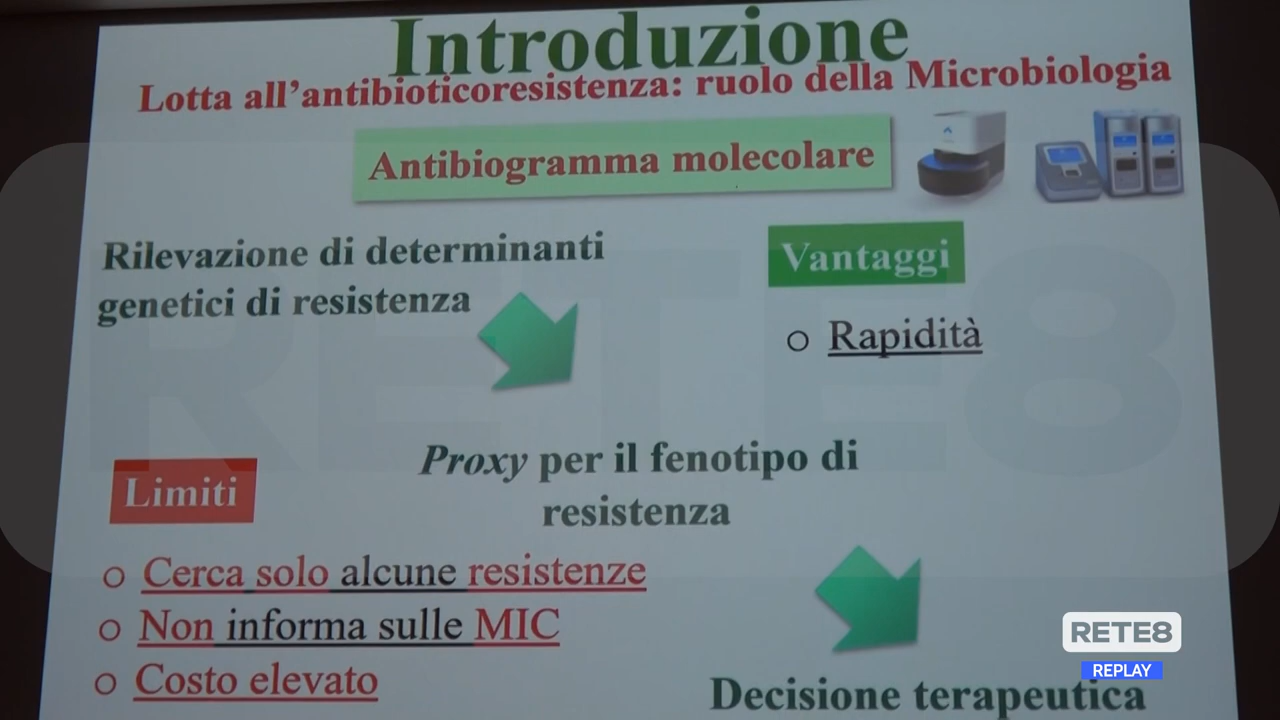 Introduzione
Lotta all'antibioticoresistenza: ruolo della Microbiologia
Antibiogramma molecolare
Rilevazione di determinanti
genetici di resistenza
Vantaggi
Rapidità
Proxy per il fenotipo di
resistenza
Limiti
Cerca solo alcune resistenze
Non informa sulle MIC
Costo elevato
Decisione terapeutica
RETE8
RETE8
REPLAY